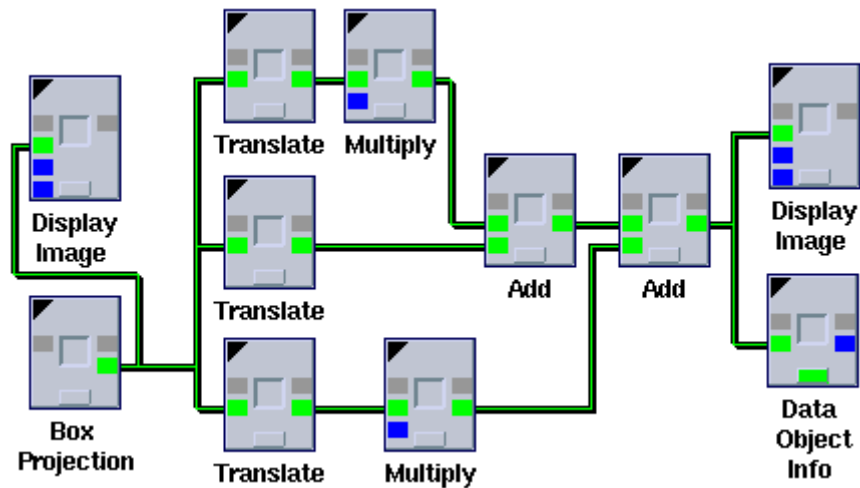 Translate
Multiply
Display
Image
Display
Image
Translate
Add
Add
Box
Projection
Translate
Multiply
Data
Object
Info